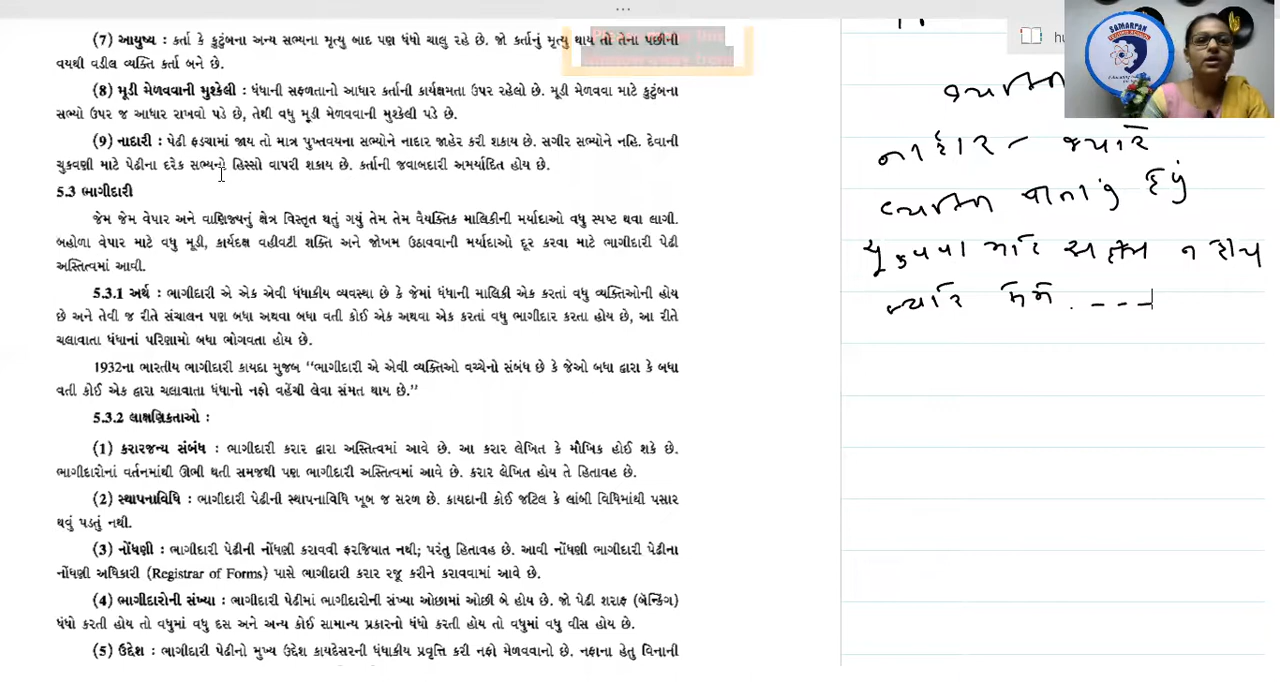 (7) આયુષ્ય : કર્તા કે કુટુંબના અન્ય સભ્યના મૃત્યુ બાદ પણ ધંધો ચાલુ રહે છે. જો કર્તાનું મૃત્યુ થાય તો તેના પછીની
વયથી વડીલ વ્યક્તિ કર્તા બને છે.
(8) મૂડી મેળવવાની મુશ્કેલી : ધંધાની સફળતાનો આધાર કર્તાની કાર્યક્ષમતા ઉપર રહેલો છે. મૂડી મેળવવા માટે કુટુંબના
સભ્યો ઉપર જ આધાર રાખવો પડે છે, તેથી વધુ મૂડી મેળવવાની મુશ્કેલી પડે છે.
(9) નાદારી : પેઢી ફડચામાં જાય તો માત્ર પુખ્તવયના સભ્યોને નાદાર જાહેર કરી શકાય છે. સગીર સભ્યોને નહિ. દેવાની
ચુકવણી માટે પેઢીના દરેક સભ્યનો હિસ્સો વાપરી શકાય છે. કર્તાની જવાબદારી અમર્યાદિત હોય છે.
5.3 ભાગીદારી
જેમ જેમ વેપાર અને વાણિજ્યનું ક્ષેત્ર વિસ્તૃત થતું ગયું તેમ તેમ વૈયક્તિક માલિકીની મર્યાદાઓ વધુ સ્પષ્ટ થવા લાગી.
બહોળા વેપાર માટે વધુ મૂડી, કાર્યદક્ષ વહીવટી શક્તિ અને જોખમ ઉઠાવવાની મર્યાદાઓ દૂર કરવા માટે ભાગીદારી પેઢી
અસ્તિત્વમાં આવી.
5.3.1 અર્થ : ભાગીદારી એ એક એવી ધંધાકીય વ્યવસ્થા છે કે જેમાં ધંધાની માલિકી એક કરતાં વધુ વ્યક્તિઓની હોય
છે અને તેવી જ રીતે સંચાલન પણ બધા અથવા બધા વતી કોઈ એક અથવા એક કરતાં વધુ ભાગીદાર કરતા હોય છે, આ રીતે
ચલાવાતા ધંધાનાં પરિણામો બધા ભોગવતા હોય છે.
1932ના ભારતીય ભાગીદારી કાયદા મુજબ "ભાગીદારી એ એવી વ્યક્તિઓ વચ્ચેનો સંબંધ છે કે જેઓ બધા દ્વારા કે બધા
વતી કોઈ એક દ્વારા ચલાવાતા ધંધાનો નફો વહેંચી લેવા સંમત થાય છે."
5.3.2 લાક્ષણિકતાઓ :
(1) કરારજન્ય સંબંધ : ભાગીદારી કરાર દ્વારા અસ્તિત્વમાં આવે છે. આ કરાર લેખિત કે મૌખિક હોઈ શકે છે.
ભાગીદારોનાં વર્તનમાંથી ઊભી થતી સમજથી પણ ભાગીદારી અસ્તિત્વમાં આવે છે. કરાર લેખિત હોય તે હિતાવહ છે.
(2) સ્થાપનાવિધિ : ભાગીદારી પેઢીની સ્થાપનાવિધિ ખૂબ જ સરળ છે. કાયદાની કોઈ જટિલ કે લાંબી વિધિમાંથી પસાર
થવું પડતું નથી.
(3) નોંધણી : ભાગીદારી પેઢીની નોંધણી કરાવવી ફરજિયાત નથી; પરંતુ હિતાવહ છે. આવી નોંધણી ભાગીદારી પેઢીના
નોંધણી અધિકારી (Registrar of Forms) પાસે ભાગીદારી કરાર રજૂ કરીને કરાવવામાં આવે છે.
(4) ભાગીદારોની સંખ્યા : ભાગીદારી પેઢીમાં ભાગીદારોની સંખ્યા ઓછામાં ઓછી બે હોય છે. જો પેઢી શરાફ (બૅન્કિંગ)
ધંધો કરતી હોય તો વધુમાં વધુ દસ અને અન્ય કોઈ સામાન્ય પ્રકારનો ધંધો કરતી હોય તો વધુમાં વધુ વીસ હોય છે.
(5) ઉદ્દેશ : ભાગીદારી પેઢીનો મુખ્ય ઉદ્દેશ કાયદેસરની ધંધાકીય પ્રવૃત્તિ કરી નફો મેળવવાનો છે. નફાના હેતુ વિનાની
SAMARPAN
hu
નાદાર - જ્યારે
વ્યક્તિ પોતાનું દેવું
ચૂકવવા માટે સક્ષમ ન હોય
ત્યારે તેને . - - -